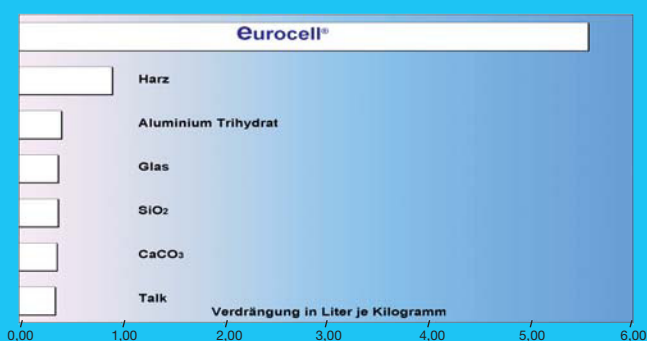 eurocell®
Harz
Aluminium Trihydrat
Glas
SiO₂
CaCO₃
Talk
Verdrängung in Liter je Kilogramm
0,00 1,00 2,00 3,00 4,00 5,00 6,00